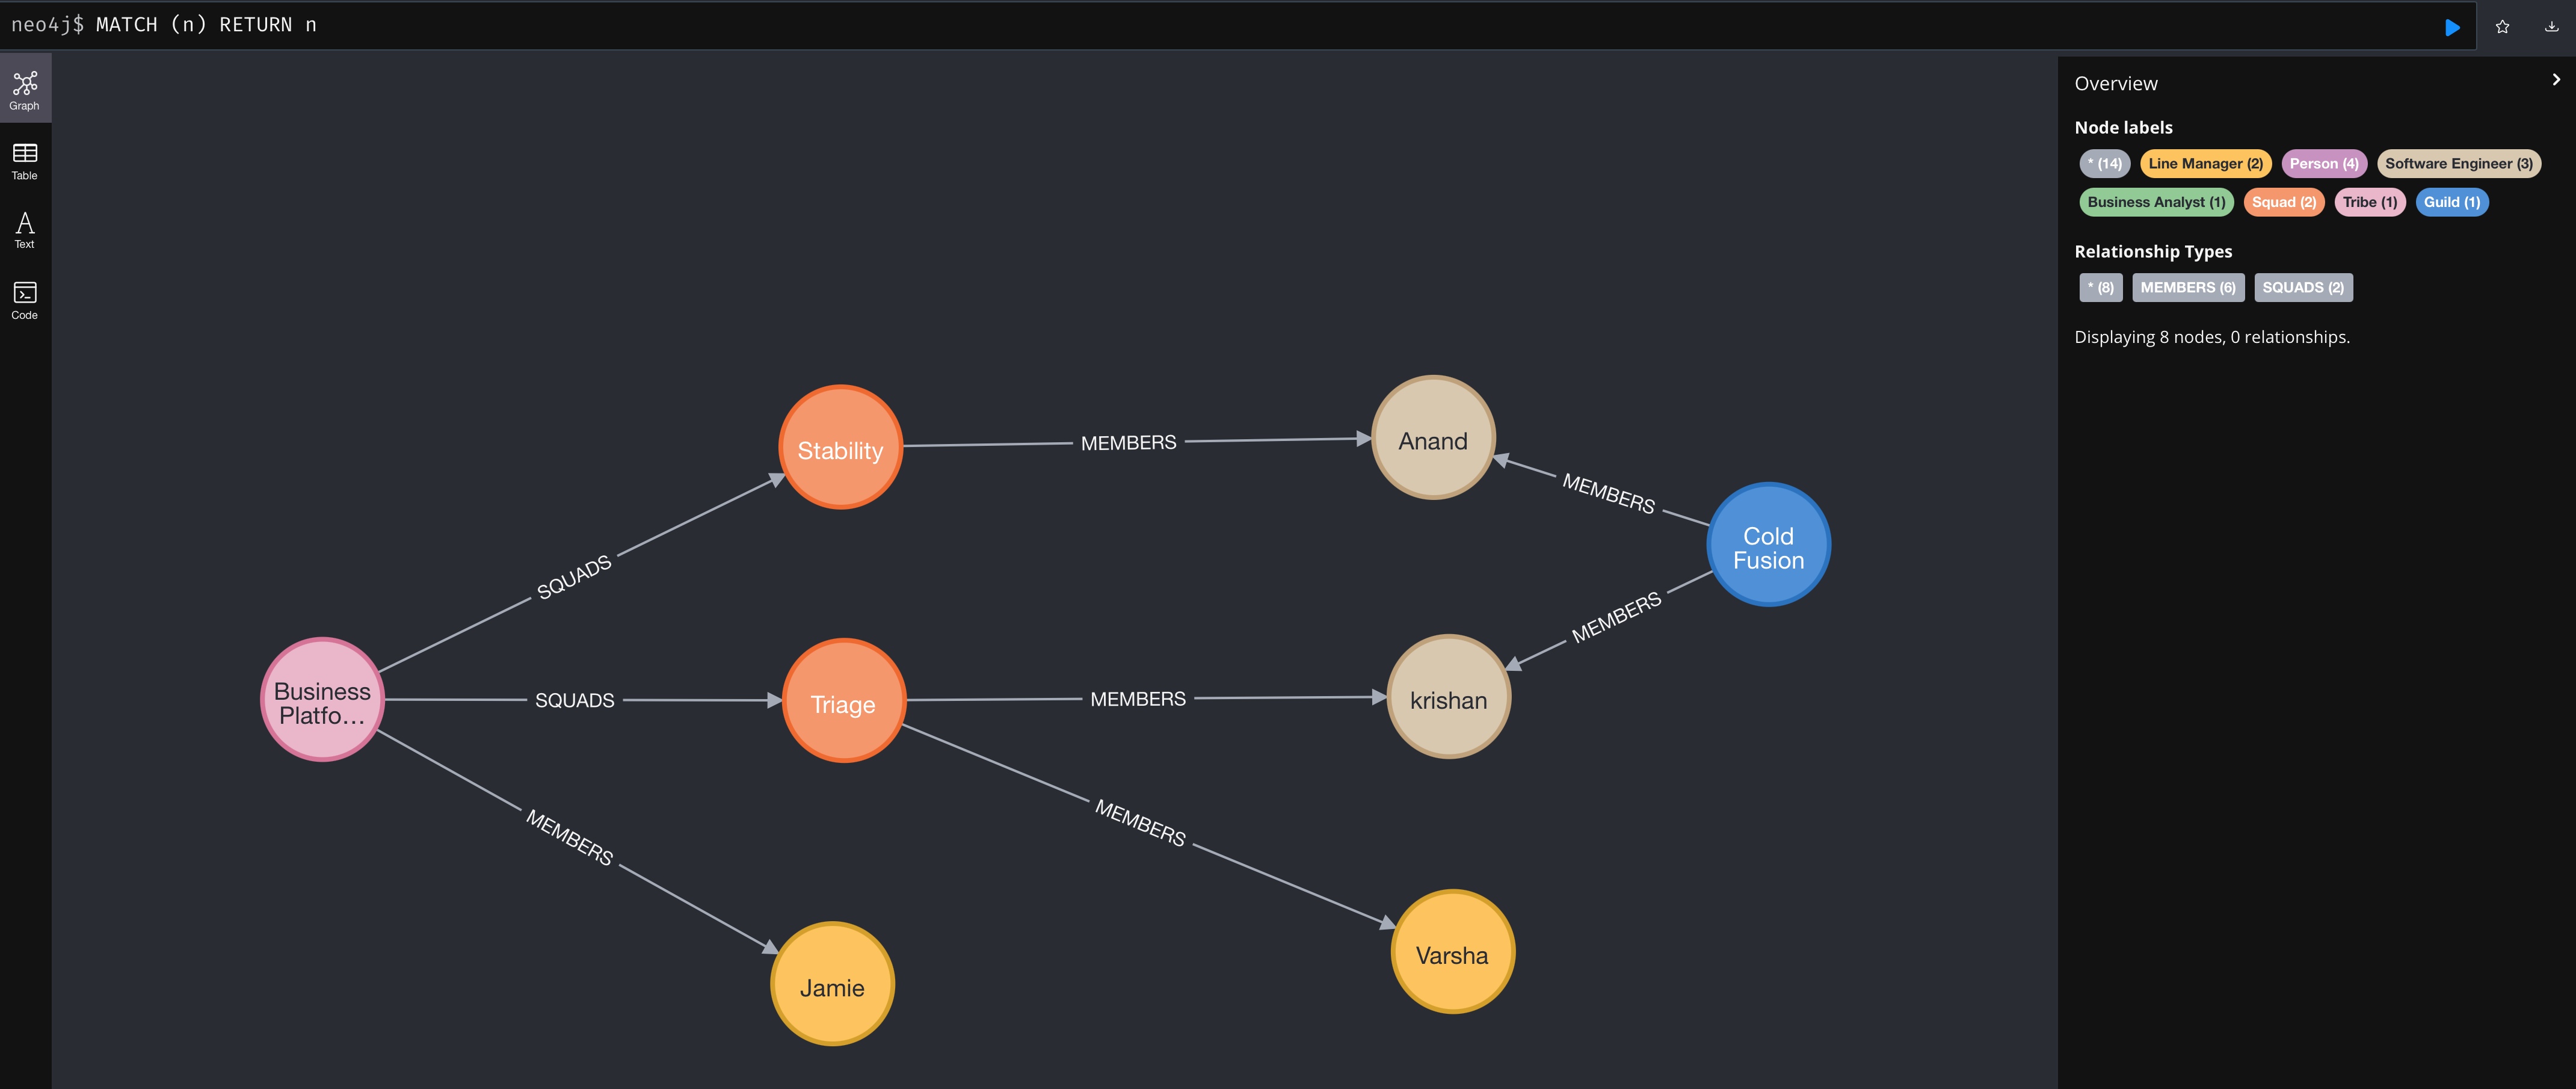 neo4j$ MATCH (n) RETURN n
Graph
Table
Text
Code
Stability
MEMBERS
Anand
MEMBERS
Cold
Fusion
SQUADS
MEMBERS
Business
Platfo...
SQUADS
Triage
MEMBERS
krishan
MEMBERS
MEMBERS
Jamie
Varsha
Overview
Node labels
* (14) Line Manager (2) Person (4) Software Engineer (3)
Business Analyst (1) Squad (2) Tribe (1) Guild (1)
Relationship Types
* (8) MEMBERS (6) SQUADS (2)
Displaying 8 nodes, 0 relationships.